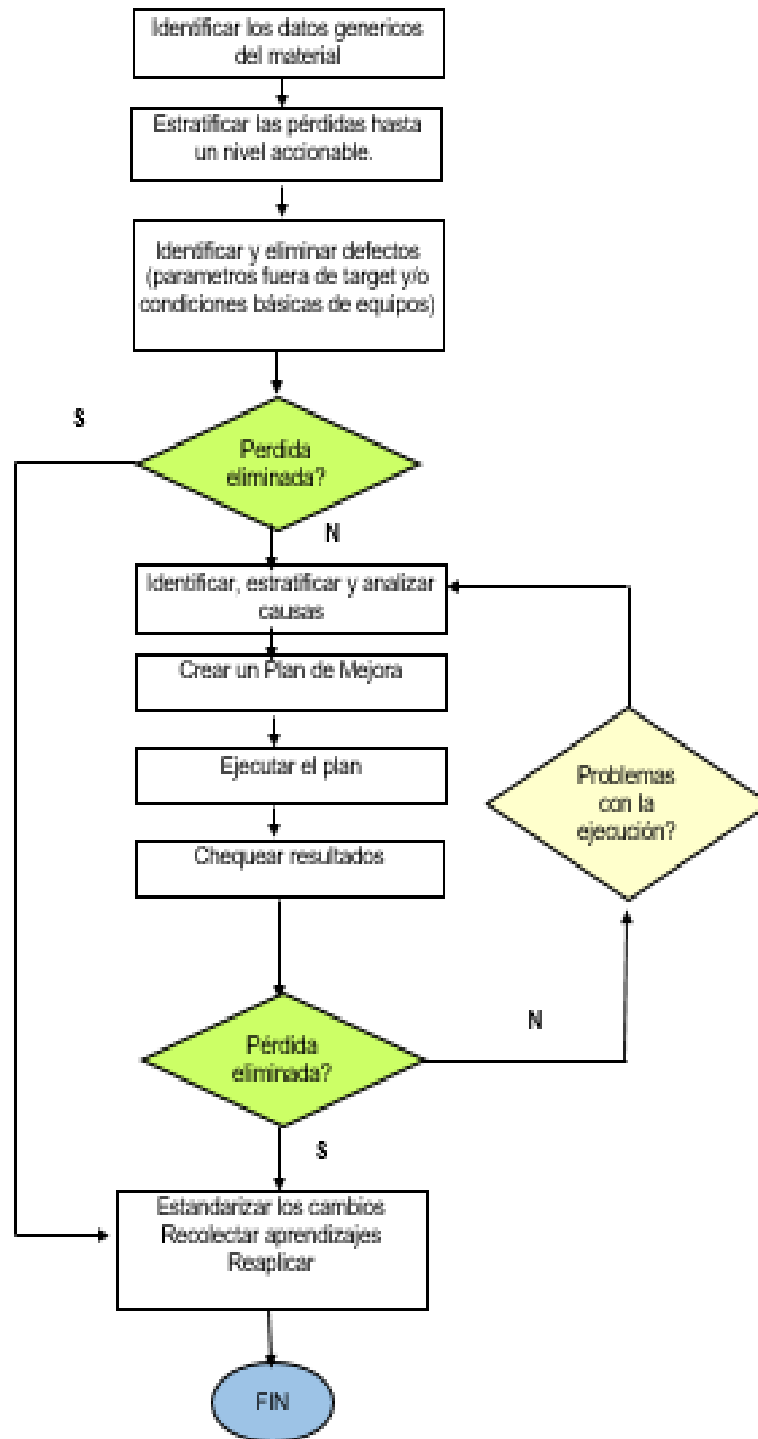 Identificar los datos genericos
del material
Estratificar las pérdidas hasta
un nivel accionable.
Identificar y eliminar defectos
(parametros fuera de target y/o
condiciones básicas de equipos)
S
Perdida
eliminada?
N
Identificar, estratificar y analizar
causas
Crear un Plan de Mejora
Ejecutar el plan
Problemas
con la
ejecución?
Chequear resultados
N
Pérdida
eliminada?
S
Estandarizar los cambios
Recolectar aprendizajes
Reaplicar
FIN